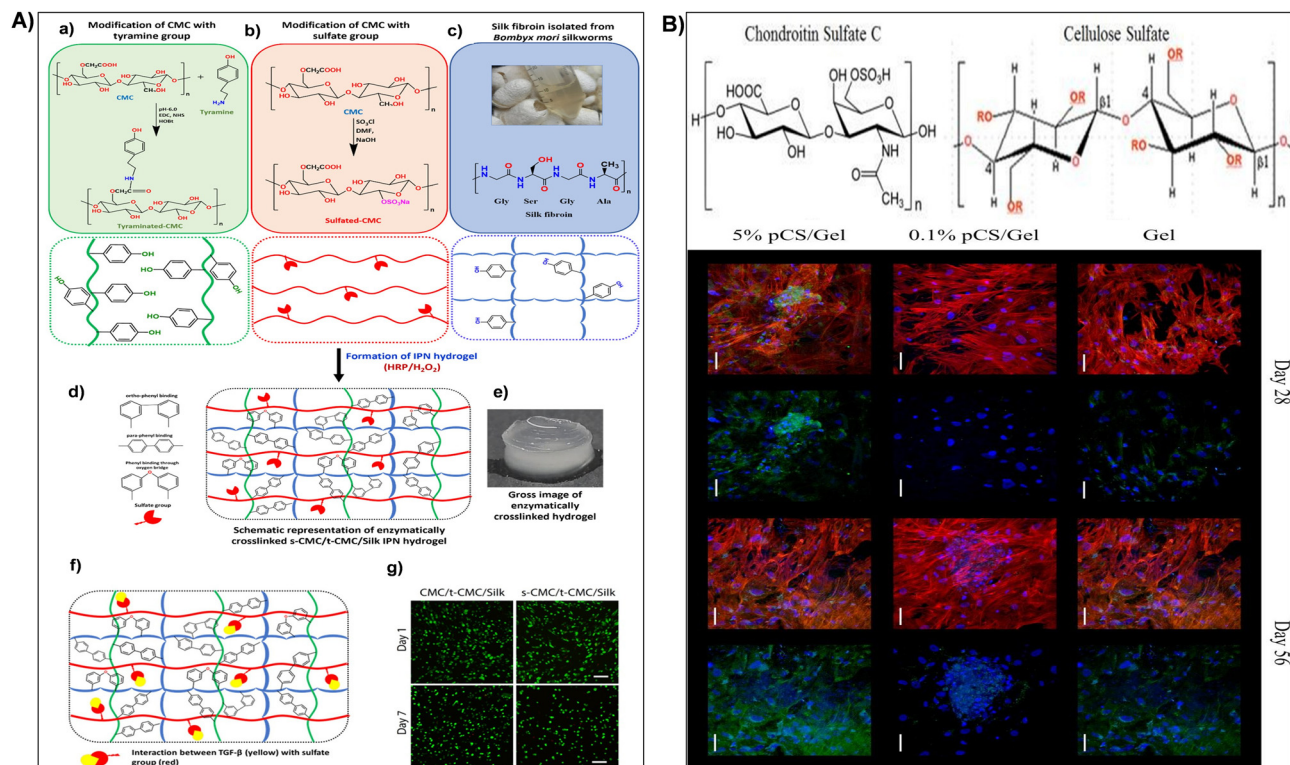 A)
a) Modification of CMC with
tyramine group
b) Modification of CMC with
sulfate group
c) Silk fibroin isolated from
Bombyx mori silkworms
OCH₂COOH
CMC
+
Tyramine
pH-6.0
EDC, NHS
HOBt
Tyraminated-CMC
OCH₂COOH
CMC
SO₃Cl
DMF,
NaOH
OCH₂COOH
OSO₃Na
Sulfated-CMC
Gly Ser Gly Ala
Silk fibroin
Formation of IPN hydrogel
(HRP/H₂O₂)
d)
ortho-phenyl binding
para-phenyl binding
Phenyl binding through
oxygen bridge
Sulfate group
Schematic representation of enzymatically
crosslinked s-CMC/t-CMC/Silk IPN hydrogel
e)
Gross image of
enzymatically
crosslinked hydrogel
f)
Interaction between TGF-β (yellow) with sulfate
group (red)
g)
CMC/t-CMC/Silk s-CMC/t-CMC/Silk
Day 1
Day 7
B)
Chondroitin Sulfate C
Cellulose Sulfate
5% pCS/Gel 0.1% pCS/Gel Gel
Day 28
Day 56